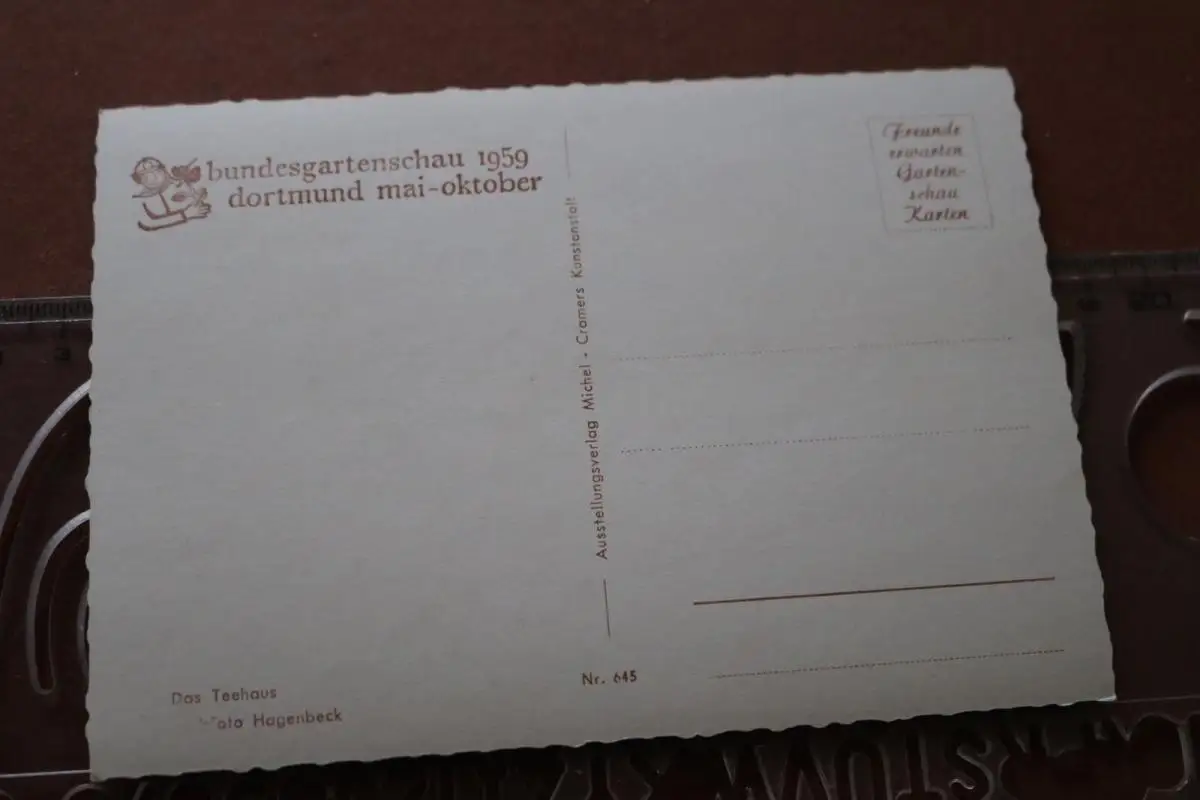 bundesgartenschau 1959
dortmund mai-oktober
Freunde
erwarten
Garten-
schau
Karten
Ausstellungsverlag Michel - Cramers Kunstanstalt
Das Teehaus
Foto Hagenbeck
Nr. 645